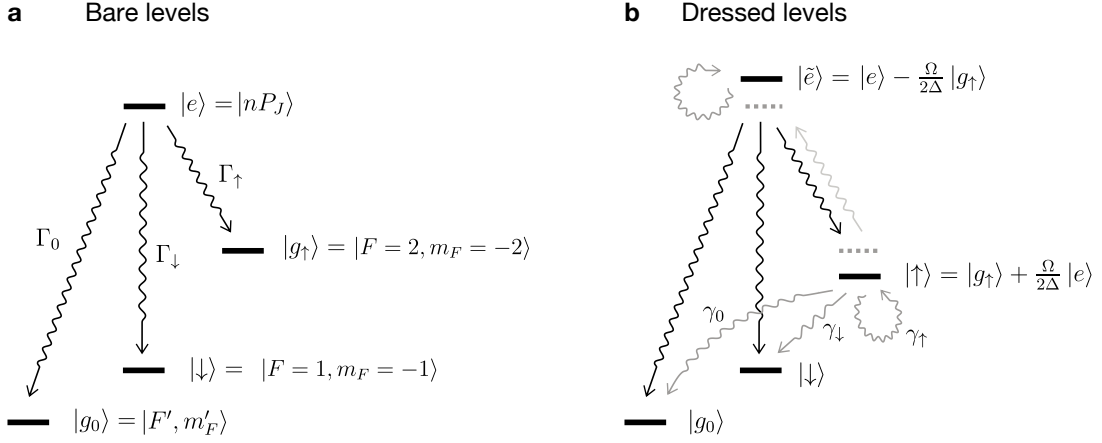 a Bare levels
|e⟩ = |nP_J⟩
Γ↑
Γ₀
Γ↓
|g↑⟩ = |F = 2, m_F = −2⟩
|↓⟩ = |F = 1, m_F = −1⟩
|g₀⟩ = |F′, m′_F⟩
b Dressed levels
|ẽ⟩ = |e⟩ − Ω/2Δ |g↑⟩
|↑⟩ = |g↑⟩ + Ω/2Δ |e⟩
γ₀
γ↓
γ↑
|↓⟩
|g₀⟩